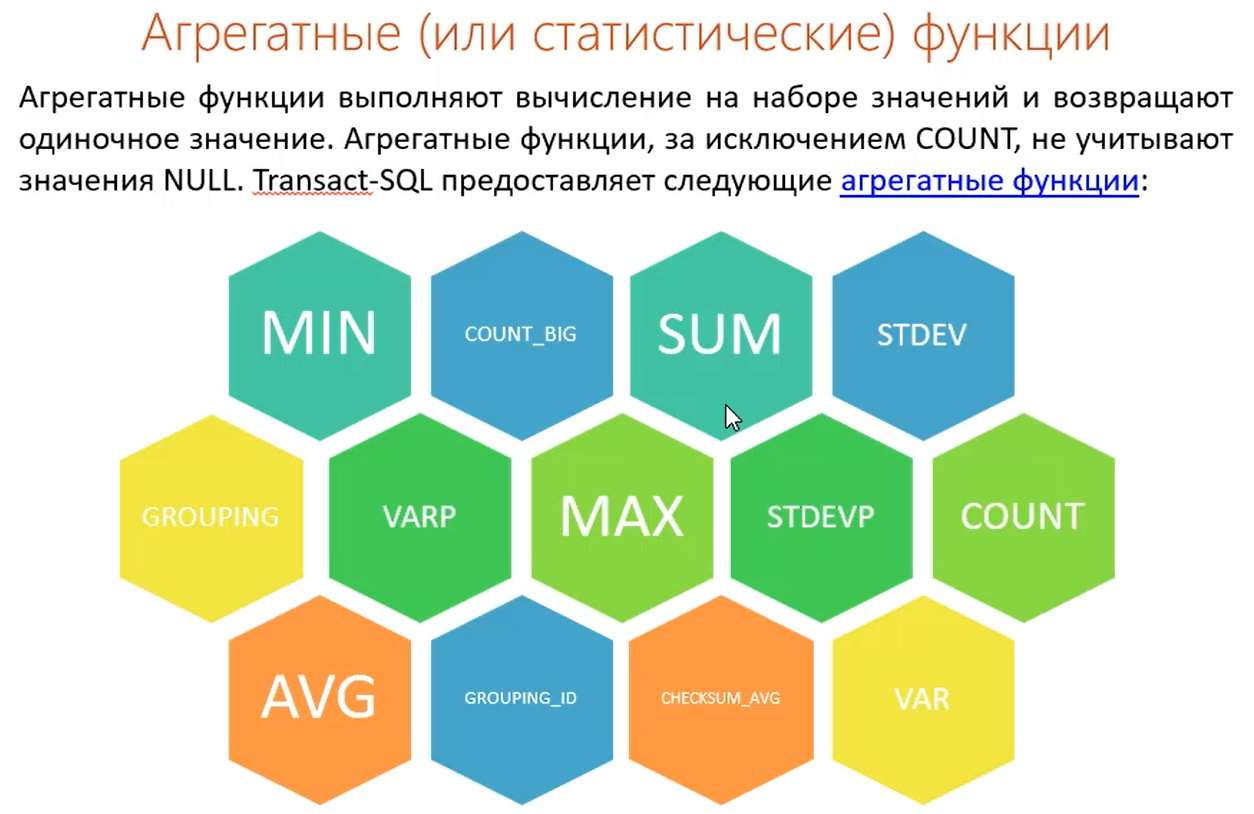 Агрегатные (или статистические) функции
Агрегатные функции выполняют вычисление на наборе значений и возвращают
одиночное значение. Агрегатные функции, за исключением COUNT, не учитывают
значения NULL. Transact-SQL предоставляет следующие агрегатные функции:
MIN
COUNT_BIG
SUM
STDEV
GROUPING
VARP
MAX
STDEVP
COUNT
AVG
GROUPING_ID
CHECKSUM_AVG
VAR